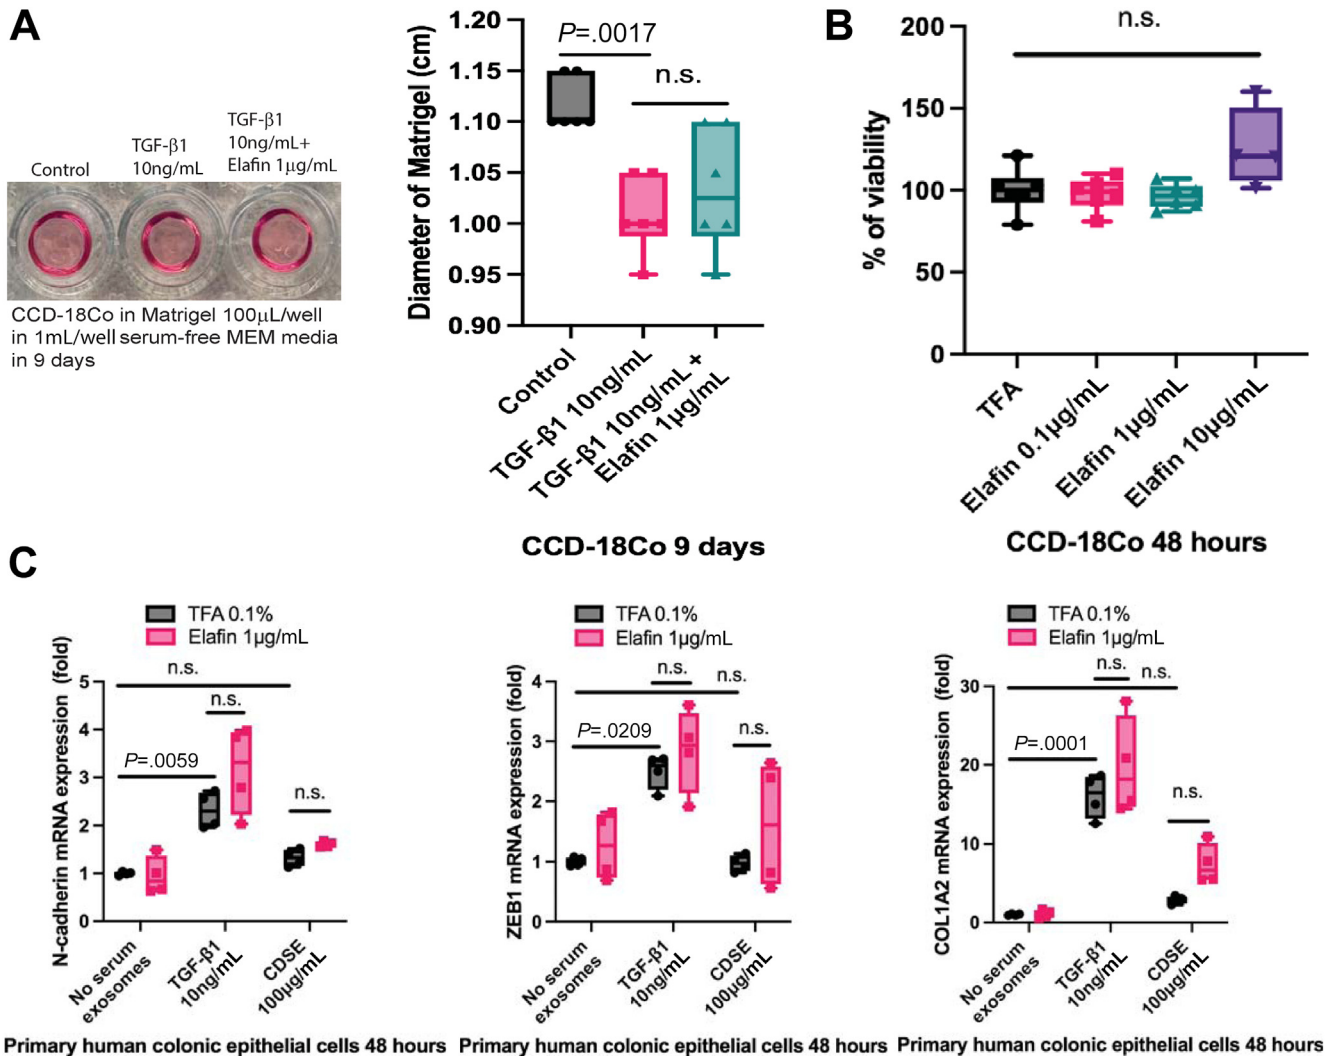 A
Control
TGF-β1
10ng/mL
TGF-β1
10ng/mL+
Elafin 1μg/mL
CCD-18Co in Matrigel 100μL/well
in 1mL/well serum-free MEM media
in 9 days
Diameter of Matrigel (cm)
1.20
1.15
1.10
1.05
1.00
0.95
0.90
P=.0017
n.s.
Control
TGF-β1 10ng/mL
TGF-β1 10ng/mL +
Elafin 1μg/mL
CCD-18Co 9 days
B
% of viability
200
150
100
50
0
n.s.
TFA
Elafin 0.1μg/mL
Elafin 1μg/mL
Elafin 10μg/mL
CCD-18Co 48 hours
C
TFA 0.1%
Elafin 1μg/mL
N-cadherin mRNA expression (fold)
5
4
3
2
1
0
n.s.
n.s.
P=.0059
n.s.
No serum
exosomes
TGF-β1
10ng/mL
CDSE
100μg/mL
Primary human colonic epithelial cells 48 hours
TFA 0.1%
Elafin 1μg/mL
ZEB1 mRNA expression (fold)
4
3
2
1
0
n.s.
n.s.
P=.0209
n.s.
No serum
exosomes
TGF-β1
10ng/mL
CDSE
100μg/mL
Primary human colonic epithelial cells 48 hours
TFA 0.1%
Elafin 1μg/mL
COL1A2 mRNA expression (fold)
30
20
10
0
n.s.
n.s.
P=.0001
n.s.
No serum
exosomes
TGF-β1
10ng/mL
CDSE
100μg/mL
Primary human colonic epithelial cells 48 hours